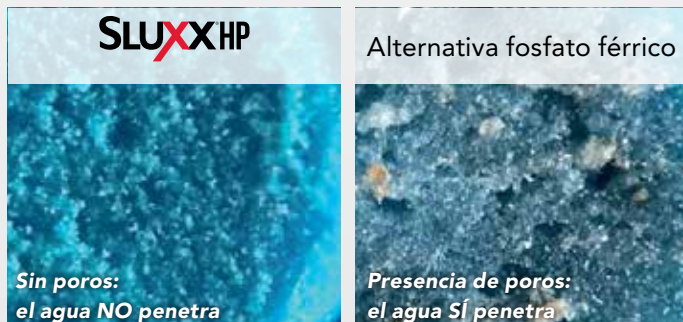 SLUXX HP
Alternativa fosfato férrico
Sin poros:
el agua NO penetra
Presencia de poros:
el agua SÍ penetra